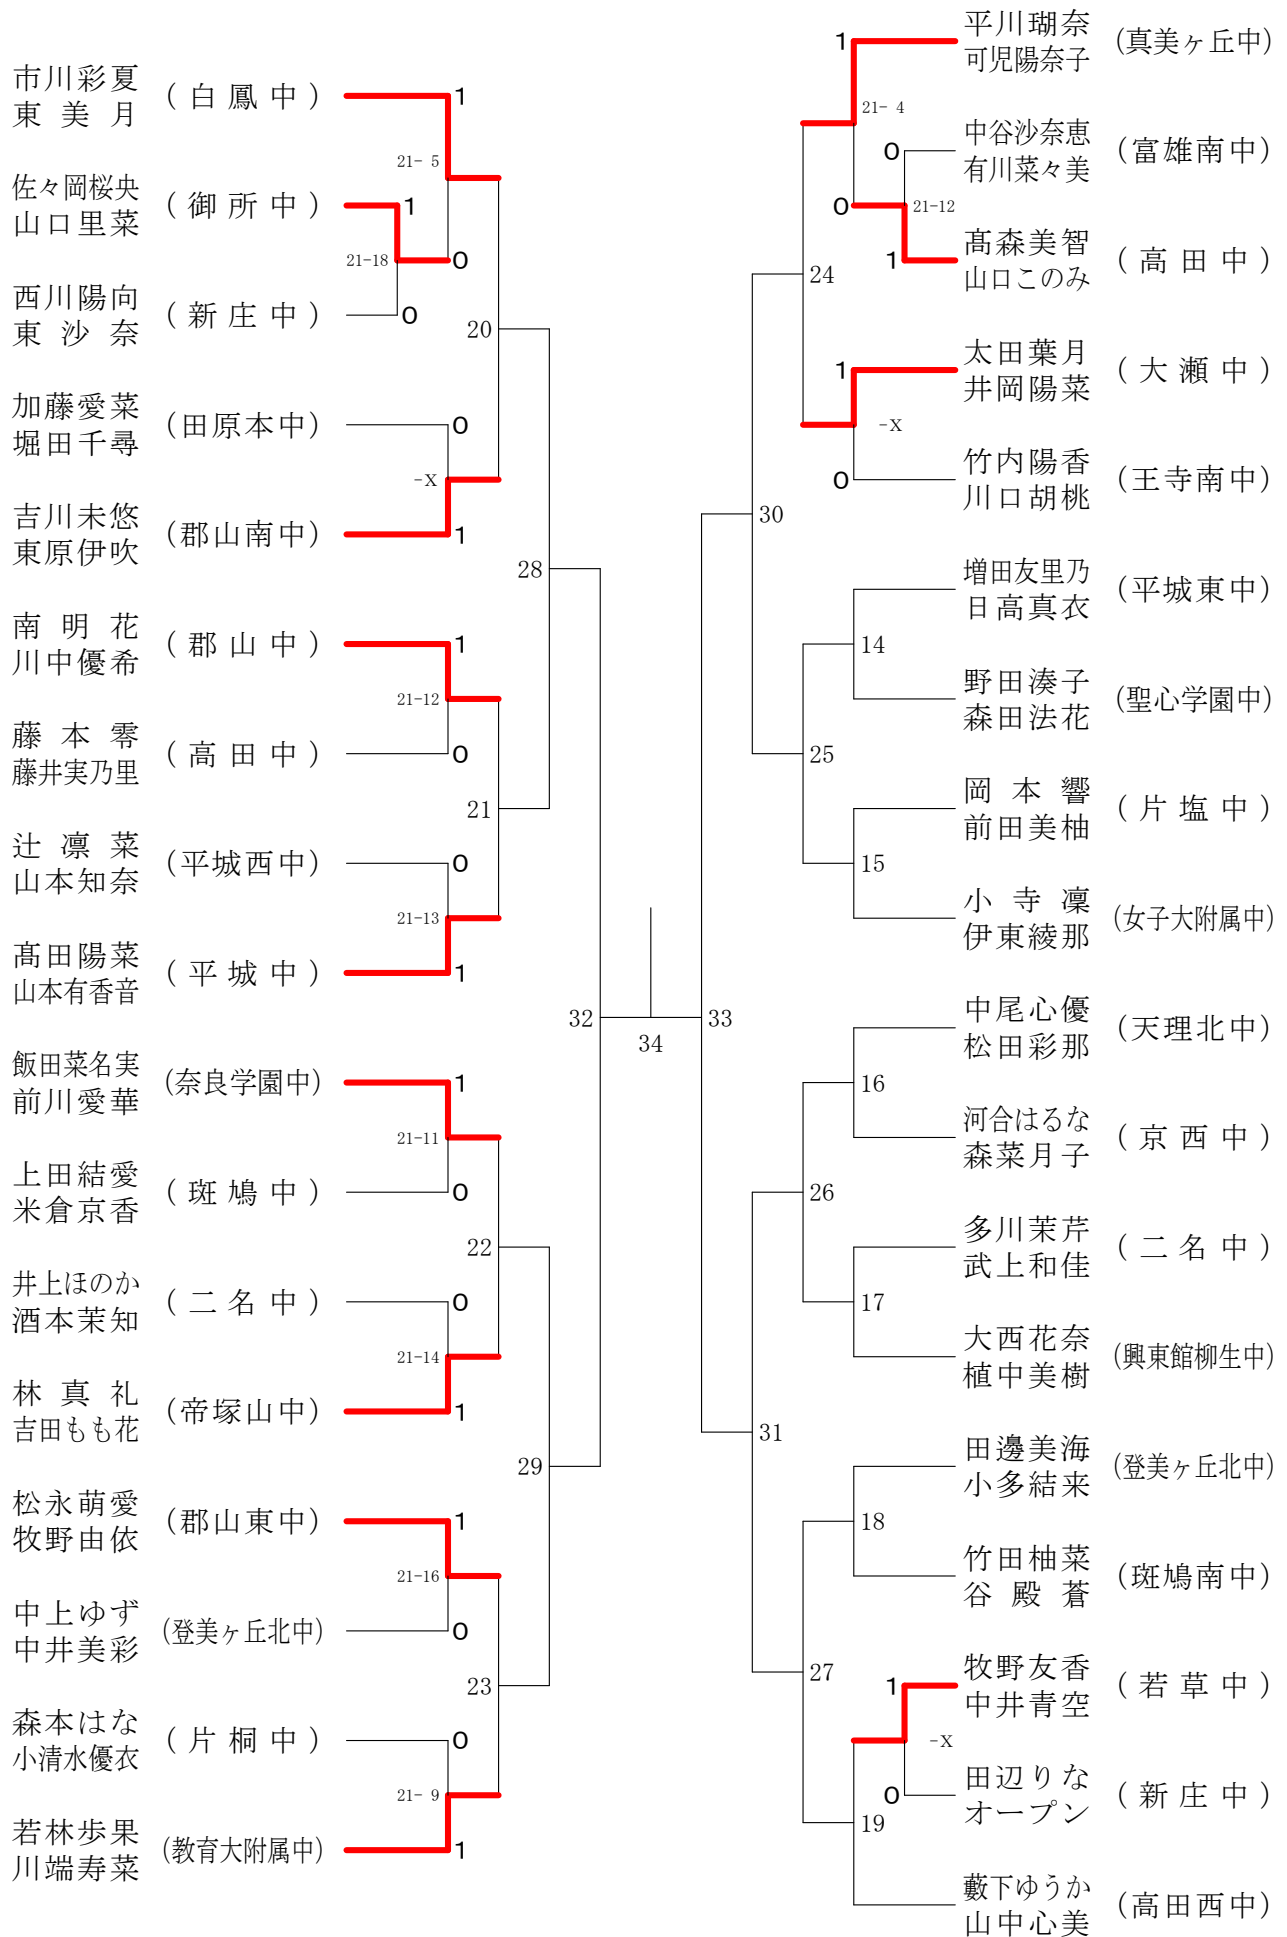 市川彩夏
東 美 月
( 白 鳳 中 )
1
21- 5
佐々岡桜央
山口里菜
( 御 所 中 )
1
21-18
0
西川陽向
東 沙 奈
( 新 庄 中 )
0
20
加藤愛菜
堀田千尋
(田原本中)
0
-X
吉川未悠
東原伊吹
(郡山南中)
1
28
南 明 花
川中優希
( 郡 山 中 )
1
21-12
藤 本 零
藤井実乃里
( 高 田 中 )
0
21
辻 凛 菜
山本知奈
(平城西中)
0
21-13
髙田陽菜
山本有香音
( 平 城 中 )
1
32
飯田菜名実
前川愛華
(奈良学園中)
1
21-11
上田結愛
米倉京香
( 斑 鳩 中 )
0
22
井上ほのか
酒本茉知
( 二 名 中 )
0
21-14
林 真 礼
吉田もも花
(帝塚山中)
1
29
松永萌愛
牧野由依
(郡山東中)
1
21-16
中上ゆず
中井美彩
(登美ヶ丘北中)
0
23
森本はな
小清水優衣
( 片 桐 中 )
0
21- 9
若林歩果
川端寿菜
(教育大附属中)
1
34
平川瑚奈
可児陽奈子
(真美ヶ丘中)
1
21- 4
中谷沙奈恵
有川菜々美
(富雄南中)
0
0
21-12
髙森美智
山口このみ
( 高 田 中 )
1
24
太田葉月
井岡陽菜
( 大 瀬 中 )
1
-X
竹内陽香
川口胡桃
(王寺南中)
0
30
増田友里乃
日高真衣
(平城東中)
14
野田湊子
森田法花
(聖心学園中)
25
岡 本 響
前田美柚
( 片 塩 中 )
15
小 寺 凜
伊東綾那
(女子大附属中)
33
中尾心優
松田彩那
(天理北中)
16
河合はるな
森菜月子
( 京 西 中 )
26
多川茉芹
武上和佳
( 二 名 中 )
17
大西花奈
植中美樹
(興東館柳生中)
31
田邊美海
小多結来
(登美ヶ丘北中)
18
竹田柚菜
谷 殿 蒼
(斑鳩南中)
27
牧野友香
中井青空
( 若 草 中 )
1
-X
田辺りな
オープン
( 新 庄 中 )
0
19
藪下ゆうか
山中心美
(高田西中)